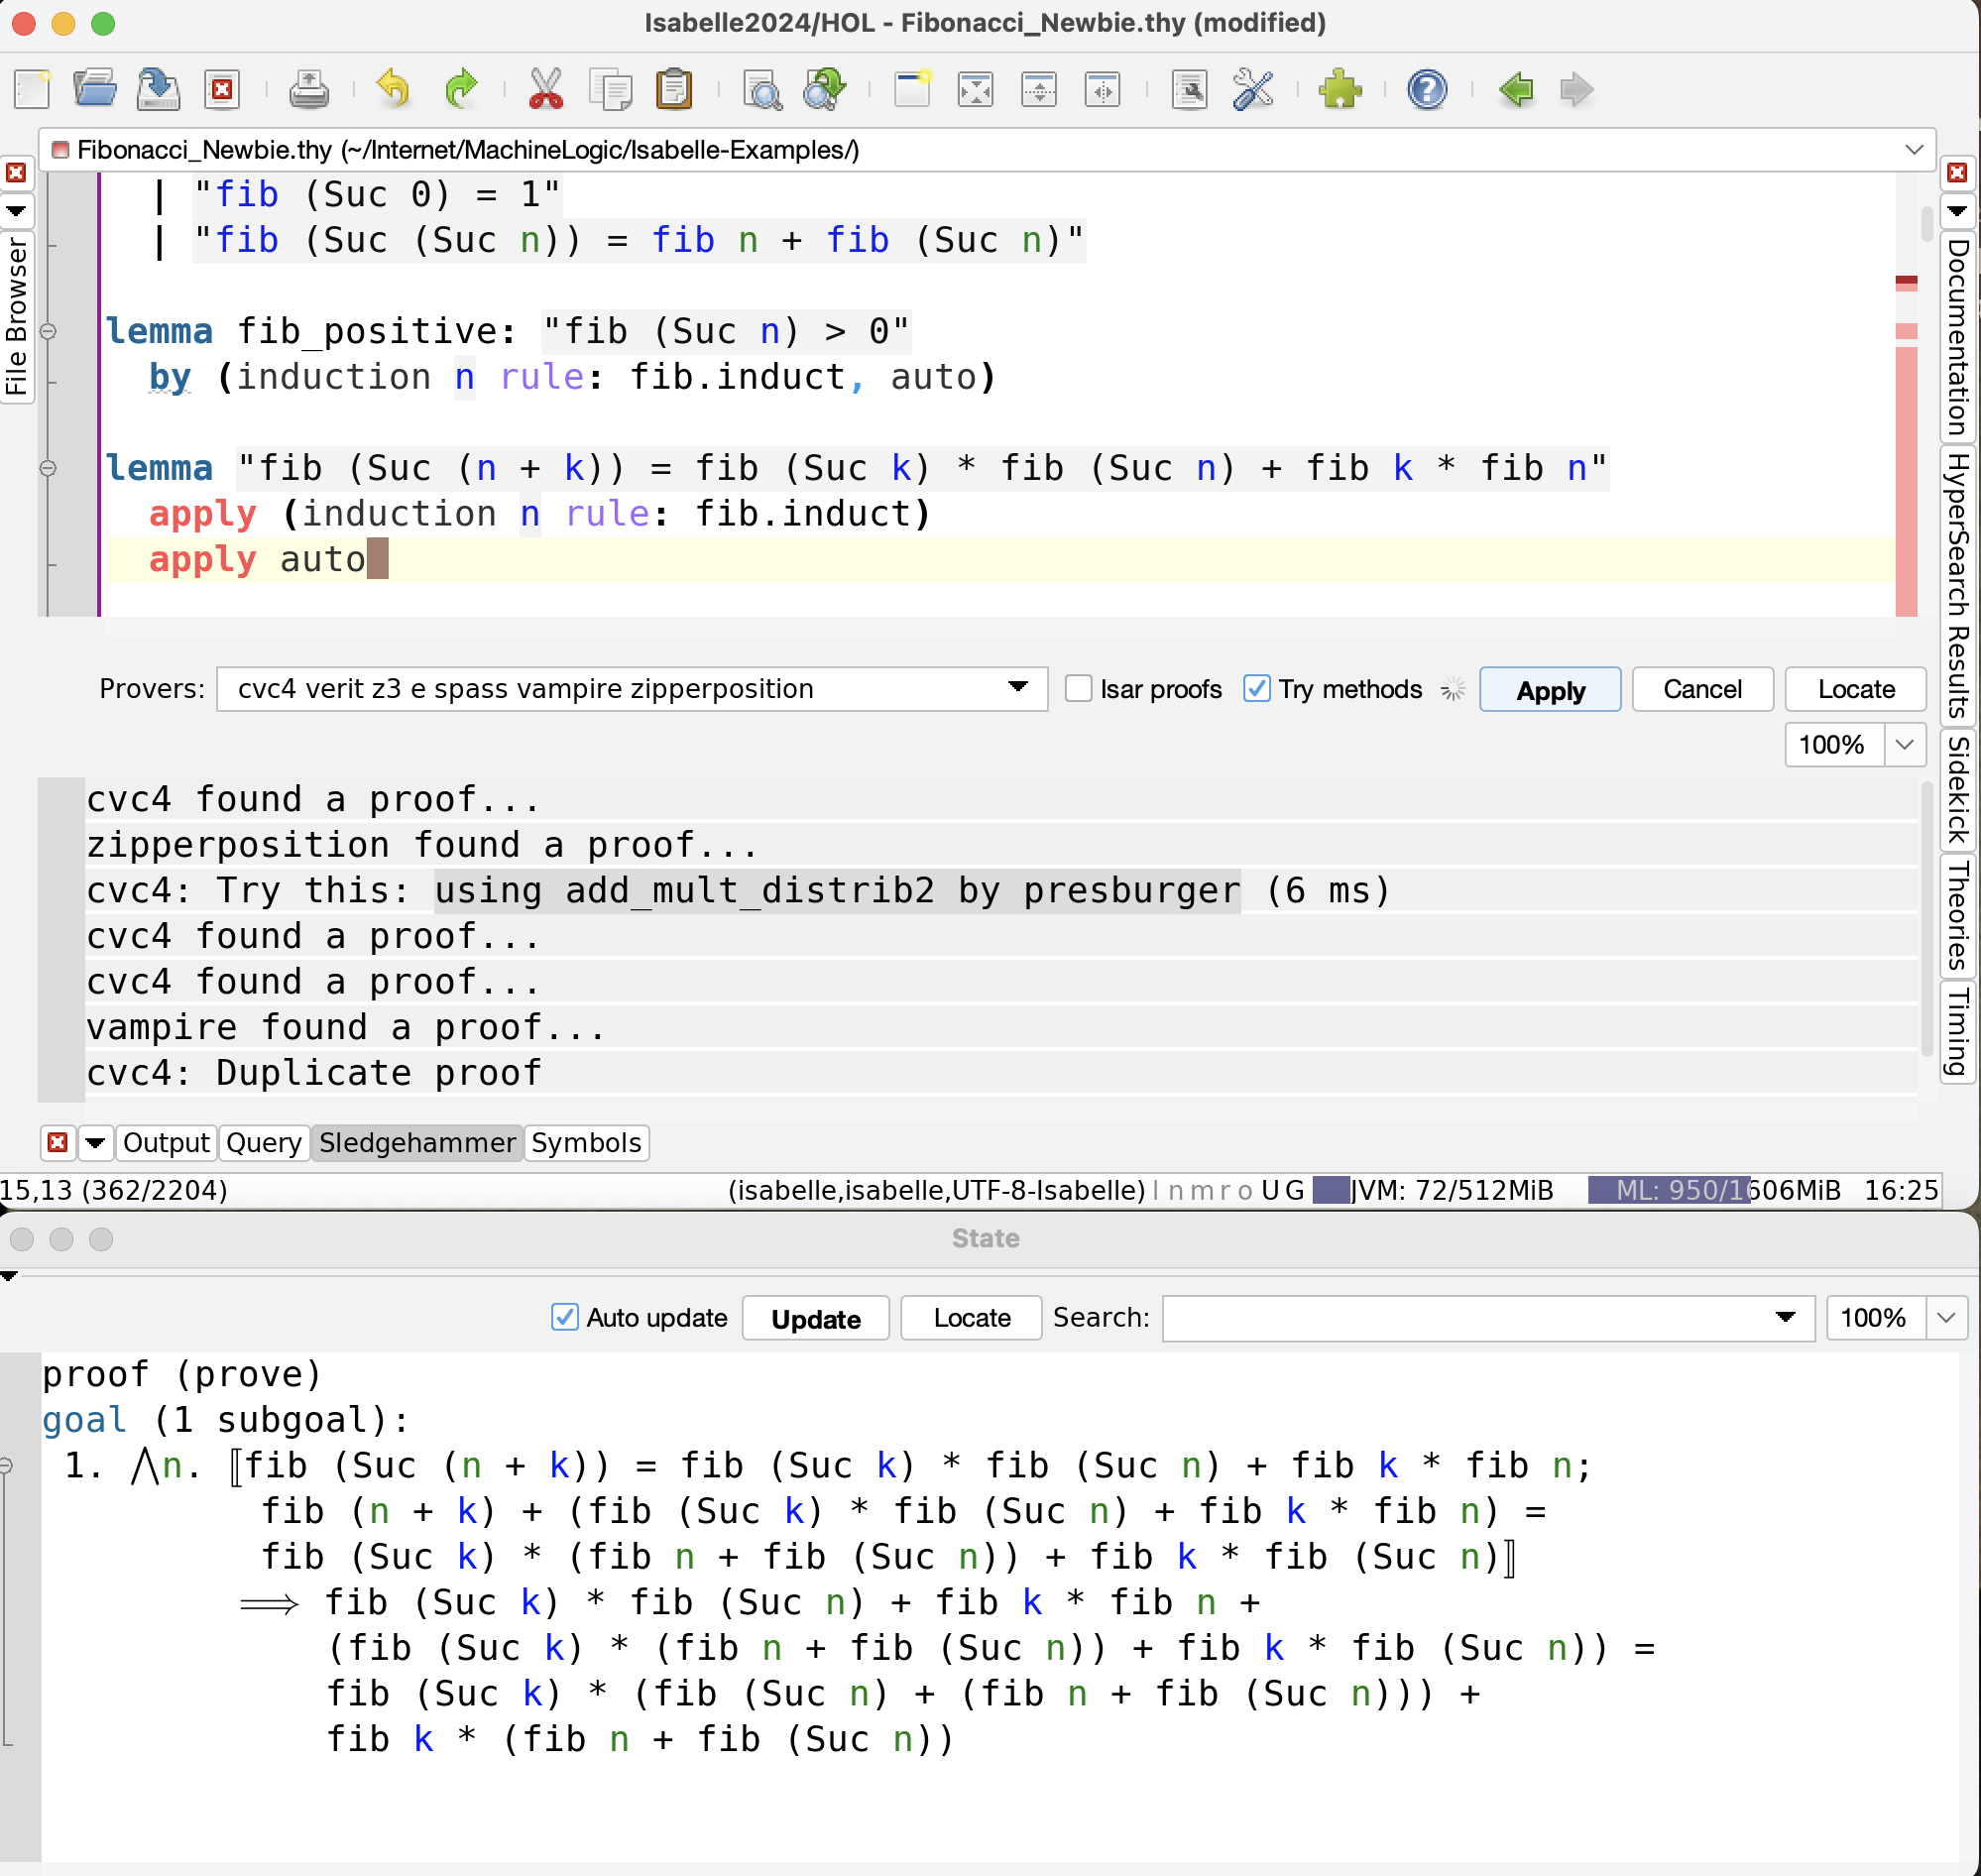 Isabelle2024/HOL - Fibonacci_Newbie.thy (modified)
Fibonacci_Newbie.thy (~/Internet/MachineLogic/Isabelle-Examples/)
File Browser
| "fib (Suc 0) = 1"
| "fib (Suc (Suc n)) = fib n + fib (Suc n)"
lemma fib_positive: "fib (Suc n) > 0"
by (induction n rule: fib.induct, auto)
lemma "fib (Suc (n + k)) = fib (Suc k) * fib (Suc n) + fib k * fib n"
apply (induction n rule: fib.induct)
apply auto
Documentation
HyperSearch Results
Sidekick
Theories
Timing
Provers: cvc4 verit z3 e spass vampire zipperposition Isar proofs Try methods Apply Cancel Locate
100%
cvc4 found a proof...
zipperposition found a proof...
cvc4: Try this: using add_mult_distrib2 by presburger (6 ms)
cvc4 found a proof...
cvc4 found a proof...
vampire found a proof...
cvc4: Duplicate proof
Output Query Sledgehammer Symbols
15,13 (362/2204) (isabelle,isabelle,UTF-8-Isabelle) | n m r o U G JVM: 72/512MiB ML: 950/1606MiB 16:25
State
Auto update Update Locate Search: 100%
proof (prove)
goal (1 subgoal):
1. ⋀n. ⟦fib (Suc (n + k)) = fib (Suc k) * fib (Suc n) + fib k * fib n;
fib (n + k) + (fib (Suc k) * fib (Suc n) + fib k * fib n) =
fib (Suc k) * (fib n + fib (Suc n)) + fib k * fib (Suc n)⟧
⟹ fib (Suc k) * fib (Suc n) + fib k * fib n +
(fib (Suc k) * (fib n + fib (Suc n)) + fib k * fib (Suc n)) =
fib (Suc k) * (fib (Suc n) + (fib n + fib (Suc n))) +
fib k * (fib n + fib (Suc n))